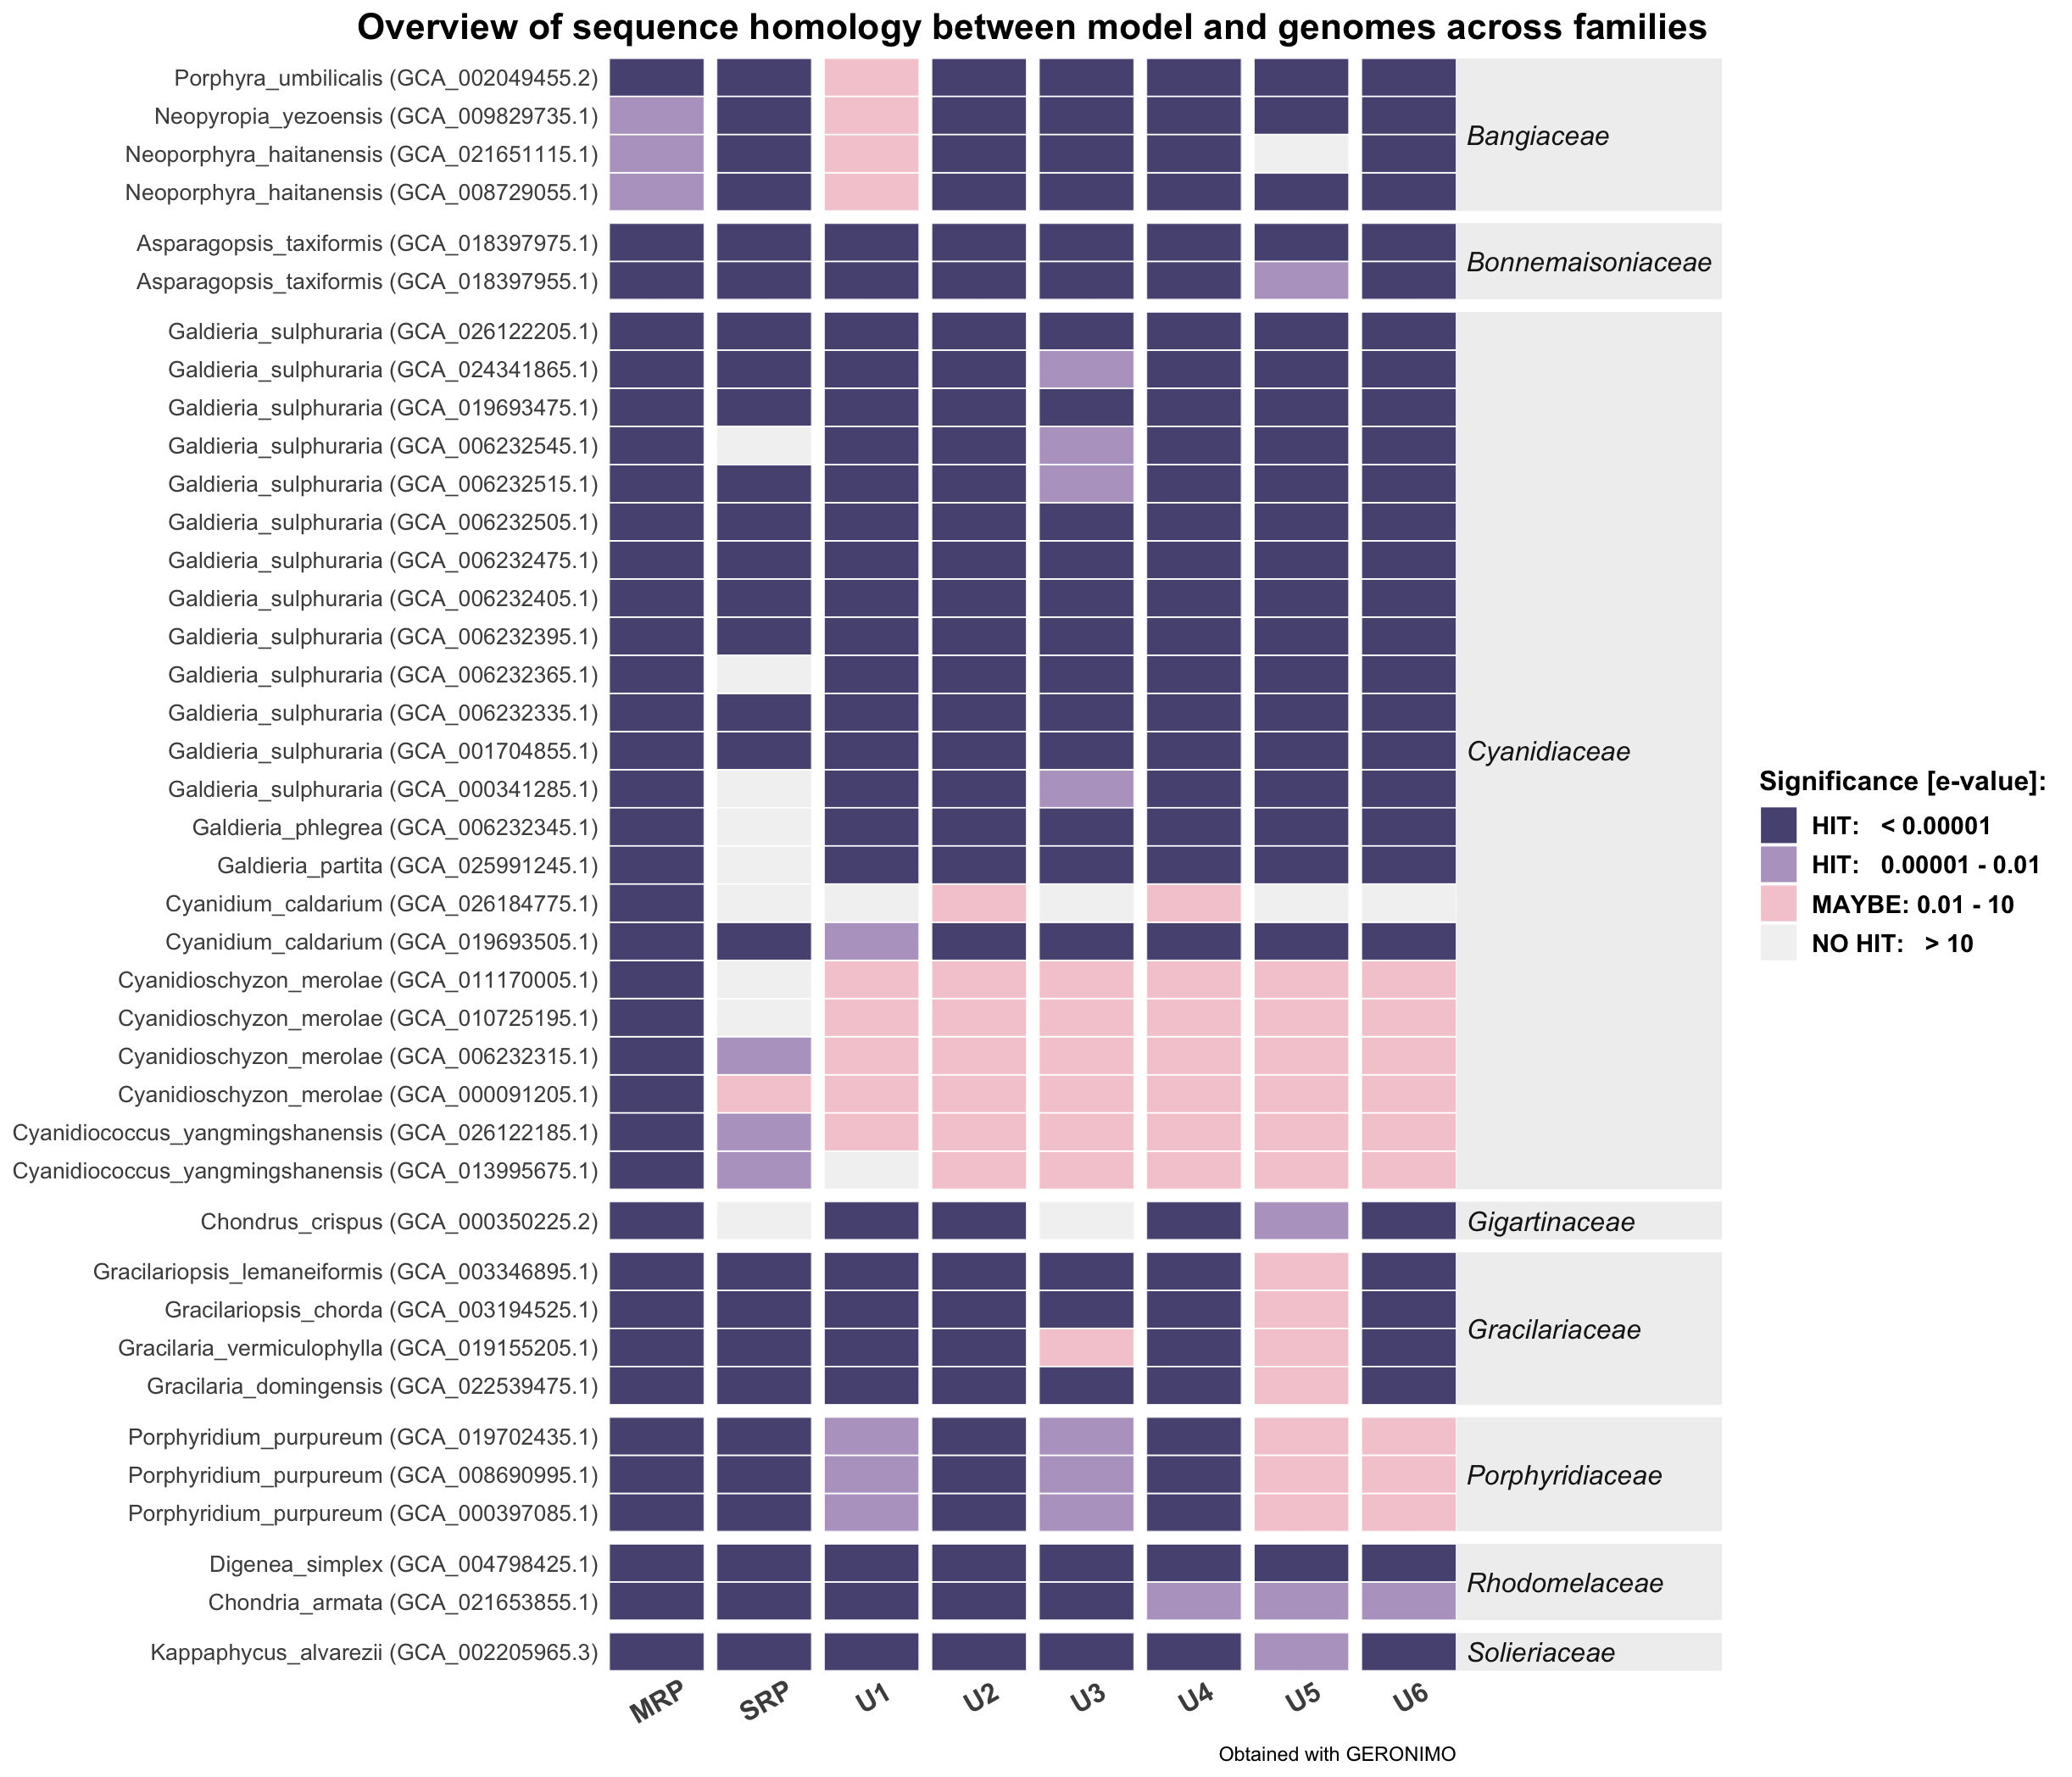 Overview of sequence homology between model and genomes across families
Porphyra_umbilicalis (GCA_002049455.2)
Neopyropia_yezoensis (GCA_009829735.1)
Neoporphyra_haitanensis (GCA_021651115.1)
Neoporphyra_haitanensis (GCA_008729055.1)
Bangiaceae
Asparagopsis_taxiformis (GCA_018397975.1)
Asparagopsis_taxiformis (GCA_018397955.1)
Bonnemaisoniaceae
Galdieria_sulphuraria (GCA_026122205.1)
Galdieria_sulphuraria (GCA_024341865.1)
Galdieria_sulphuraria (GCA_019693475.1)
Galdieria_sulphuraria (GCA_006232545.1)
Galdieria_sulphuraria (GCA_006232515.1)
Galdieria_sulphuraria (GCA_006232505.1)
Galdieria_sulphuraria (GCA_006232475.1)
Galdieria_sulphuraria (GCA_006232405.1)
Galdieria_sulphuraria (GCA_006232395.1)
Galdieria_sulphuraria (GCA_006232365.1)
Galdieria_sulphuraria (GCA_006232335.1)
Galdieria_sulphuraria (GCA_001704855.1)
Galdieria_sulphuraria (GCA_000341285.1)
Galdieria_phlegrea (GCA_006232345.1)
Galdieria_partita (GCA_025991245.1)
Cyanidium_caldarium (GCA_026184775.1)
Cyanidium_caldarium (GCA_019693505.1)
Cyanidioschyzon_merolae (GCA_011170005.1)
Cyanidioschyzon_merolae (GCA_010725195.1)
Cyanidioschyzon_merolae (GCA_006232315.1)
Cyanidioschyzon_merolae (GCA_000091205.1)
Cyanidiococcus_yangmingshanensis (GCA_026122185.1)
Cyanidiococcus_yangmingshanensis (GCA_013995675.1)
Cyanidiaceae
Chondrus_crispus (GCA_000350225.2)
Gigartinaceae
Gracilariopsis_lemaneiformis (GCA_003346895.1)
Gracilariopsis_chorda (GCA_003194525.1)
Gracilaria_vermiculophylla (GCA_019155205.1)
Gracilaria_domingensis (GCA_022539475.1)
Gracilariaceae
Porphyridium_purpureum (GCA_019702435.1)
Porphyridium_purpureum (GCA_008690995.1)
Porphyridium_purpureum (GCA_000397085.1)
Porphyridiaceae
Digenea_simplex (GCA_004798425.1)
Chondria_armata (GCA_021653855.1)
Rhodomelaceae
Kappaphycus_alvarezii (GCA_002205965.3)
Solieriaceae
MRP SRP U1 U2 U3 U4 U5 U6
Obtained with GERONIMO
Significance [e-value]:
HIT: < 0.00001
HIT: 0.00001 - 0.01
MAYBE: 0.01 - 10
NO HIT: > 10